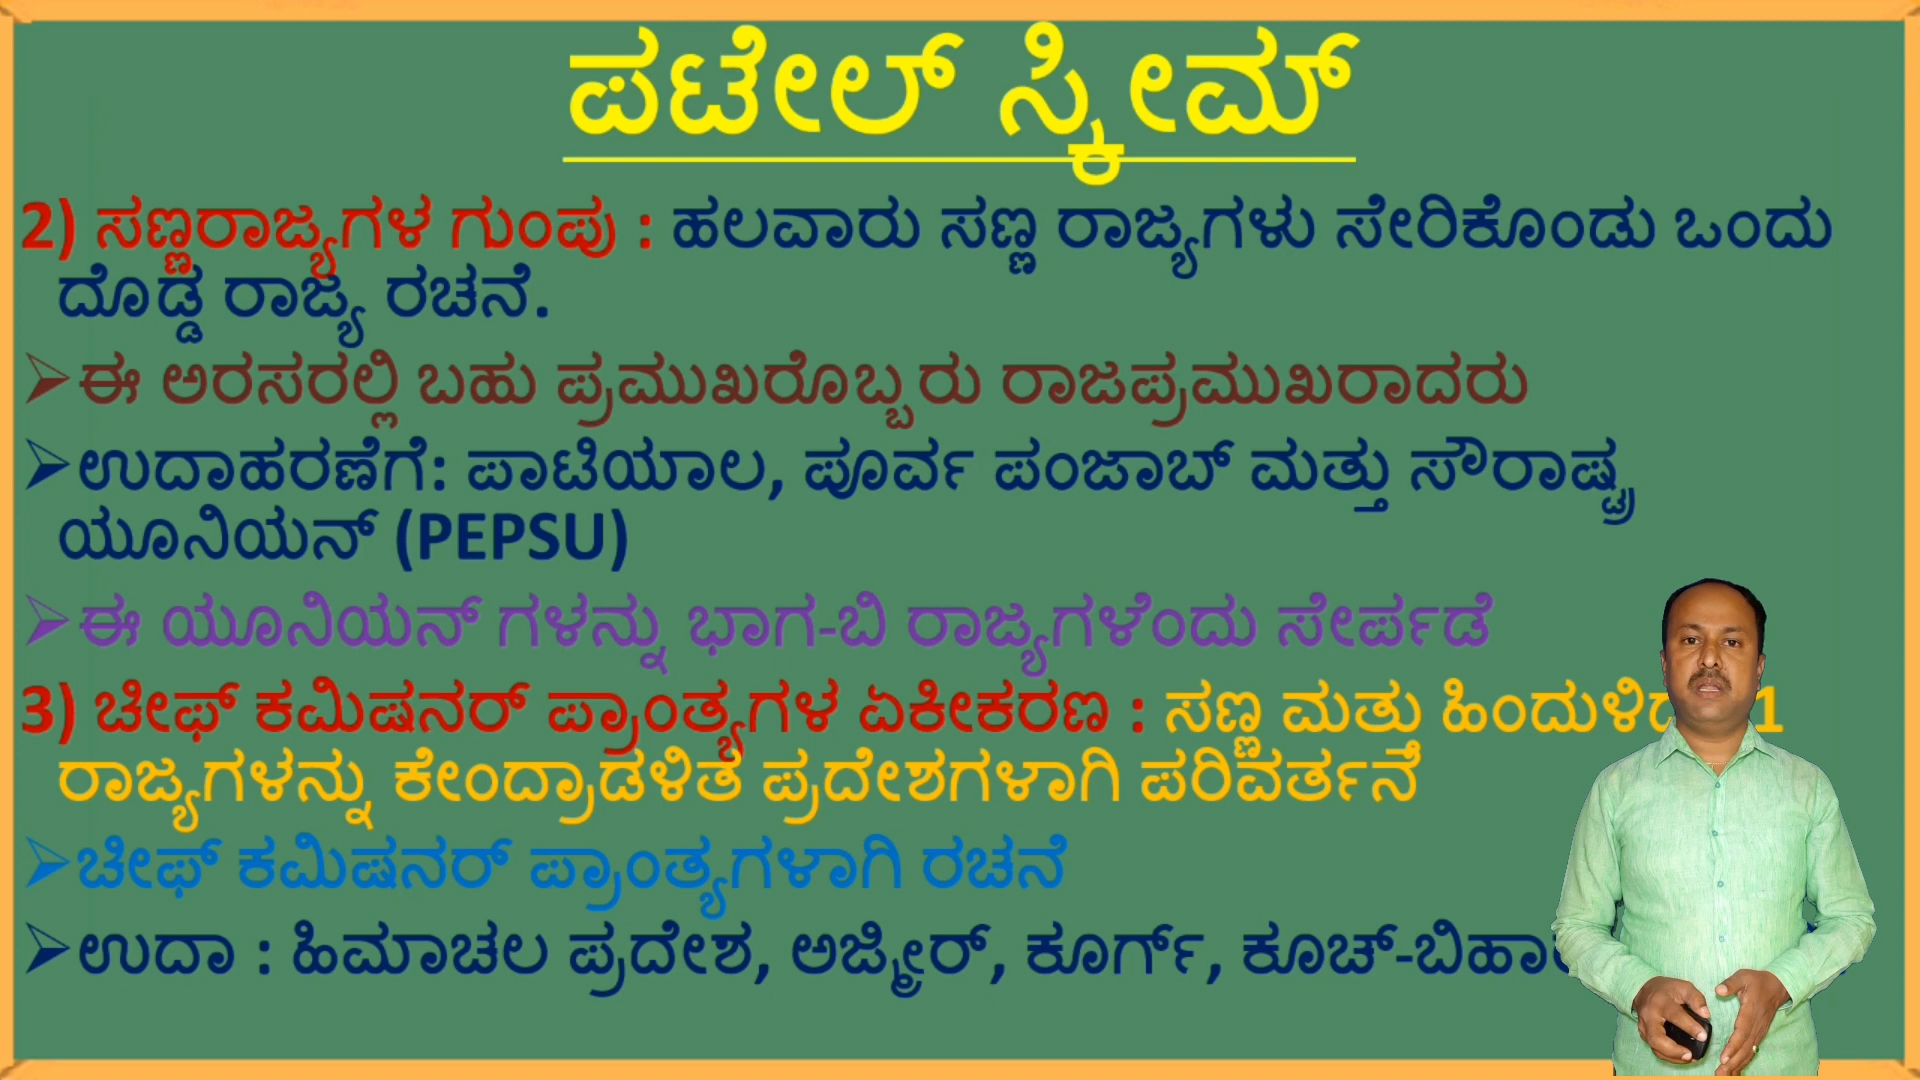 ಪಟೇಲ್ ಸ್ಕೀಮ್
2) ಸಣ್ಣರಾಜ್ಯಗಳ ಗುಂಪು : ಹಲವಾರು ಸಣ್ಣ ರಾಜ್ಯಗಳು ಸೇರಿಕೊಂಡು ಒಂದು
ದೊಡ್ಡ ರಾಜ್ಯ ರಚನೆ.
➢ಈ ಅರಸರಲ್ಲಿ ಬಹು ಪ್ರಮುಖರೊಬ್ಬರು ರಾಜಪ್ರಮುಖರಾದರು
➢ಉದಾಹರಣೆಗೆ: ಪಾಟಿಯಾಲ, ಪೂರ್ವ ಪಂಜಾಬ್ ಮತ್ತು ಸೌರಾಷ್ಟ್ರ
ಯೂನಿಯನ್ (PEPSU)
➢ಈ ಯೂನಿಯನ್ ಗಳನ್ನು ಭಾಗ-ಬಿ ರಾಜ್ಯಗಳೆಂದು ಸೇರ್ಪಡೆ
3) ಚೀಫ್ ಕಮಿಷನರ್ ಪ್ರಾಂತ್ಯಗಳ ಏಕೀಕರಣ : ಸಣ್ಣ ಮತ್ತು
ರಾಜ್ಯಗಳನ್ನು ಕೇಂದ್ರಾಡಳಿತ ಪ್ರದೇಶಗಳಾಗಿ ಪರಿವರ್ತನೆ
➢ಚೀಫ್ ಕಮಿಷನರ್ ಪ್ರಾಂತ್ಯಗಳಾಗಿ ರಚನೆ
➢ಉದಾ : ಹಿಮಾಚಲ ಪ್ರದೇಶ, ಅಜ್ಮೀರ್, ಕೂರ್ಗ್,